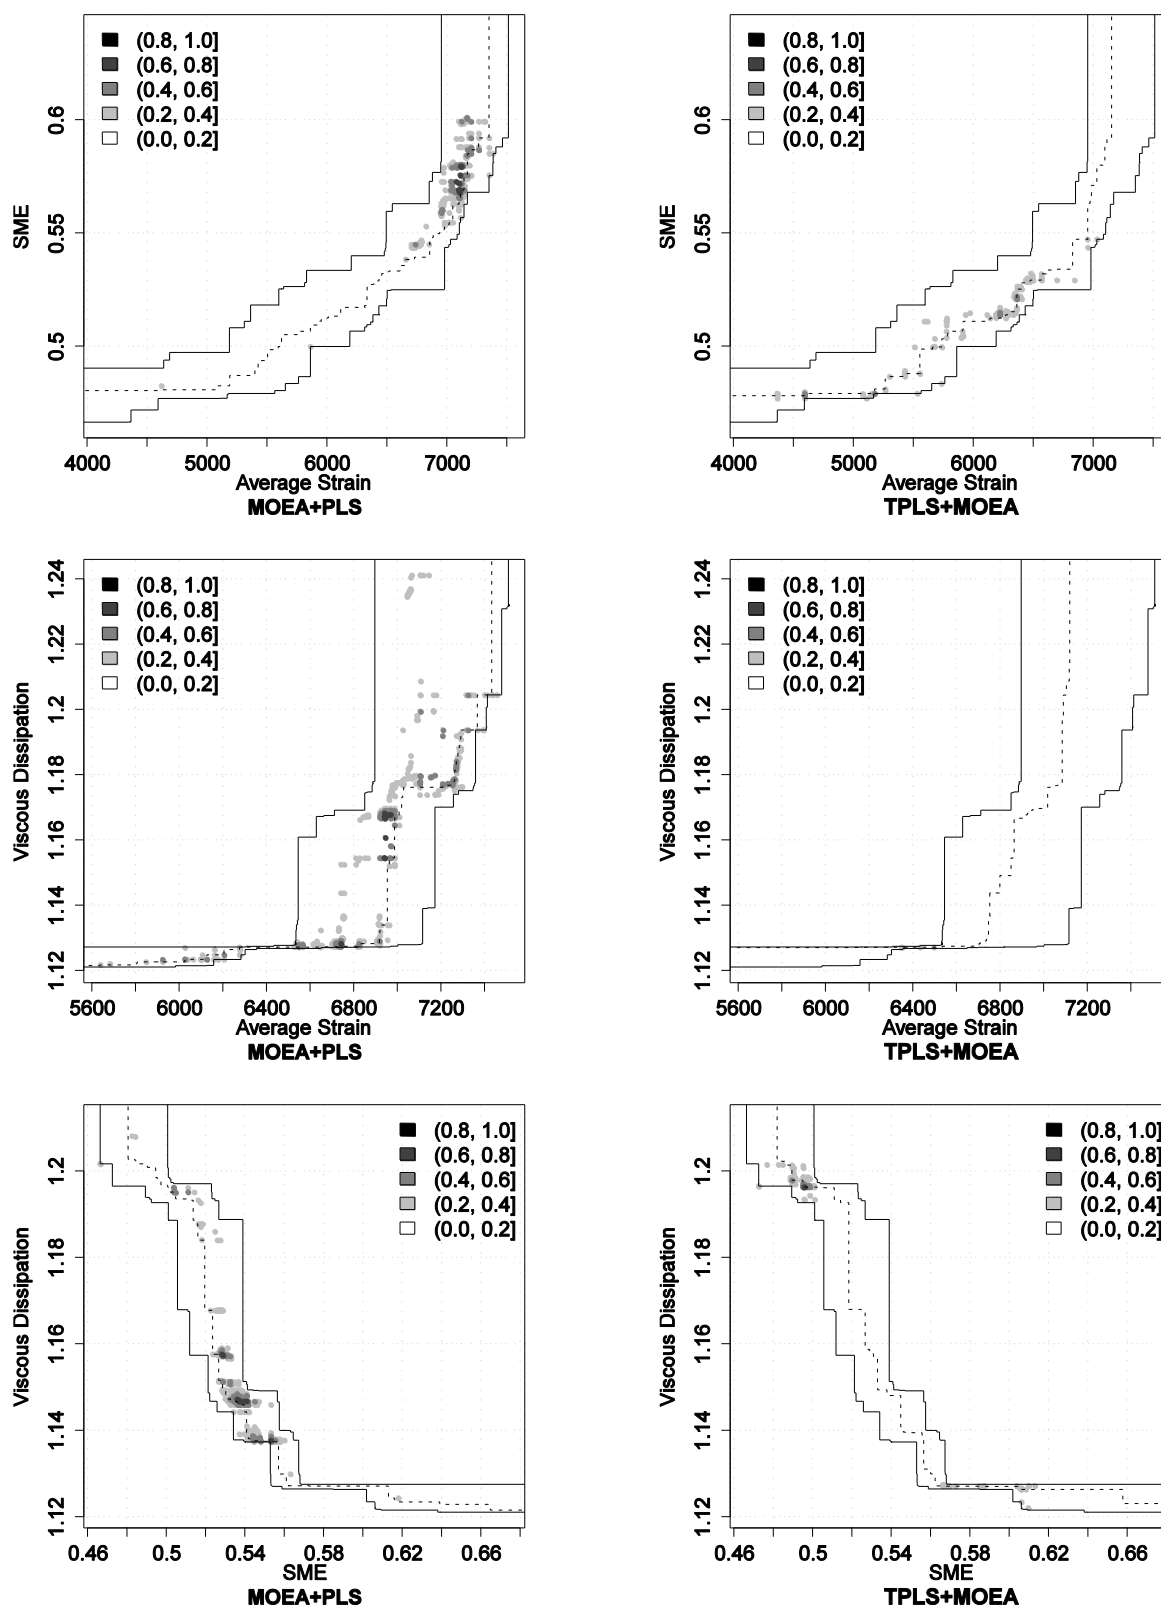 (0.8, 1.0]
(0.6, 0.8]
(0.4, 0.6]
(0.2, 0.4]
(0.0, 0.2]
SME
0.6
0.55
0.5
4000 5000 6000 7000
Average Strain
MOEA+PLS
(0.8, 1.0]
(0.6, 0.8]
(0.4, 0.6]
(0.2, 0.4]
(0.0, 0.2]
SME
0.6
0.55
0.5
4000 5000 6000 7000
Average Strain
TPLS+MOEA
(0.8, 1.0]
(0.6, 0.8]
(0.4, 0.6]
(0.2, 0.4]
(0.0, 0.2]
Viscous Dissipation
1.24
1.22
1.2
1.18
1.16
1.14
1.12
5600 6000 6400 6800 7200
Average Strain
MOEA+PLS
(0.8, 1.0]
(0.6, 0.8]
(0.4, 0.6]
(0.2, 0.4]
(0.0, 0.2]
Viscous Dissipation
1.24
1.22
1.2
1.18
1.16
1.14
1.12
5600 6000 6400 6800 7200
Average Strain
TPLS+MOEA
(0.8, 1.0]
(0.6, 0.8]
(0.4, 0.6]
(0.2, 0.4]
(0.0, 0.2]
Viscous Dissipation
1.2
1.18
1.16
1.14
1.12
0.46 0.5 0.54 0.58 0.62 0.66
SME
MOEA+PLS
(0.8, 1.0]
(0.6, 0.8]
(0.4, 0.6]
(0.2, 0.4]
(0.0, 0.2]
Viscous Dissipation
1.2
1.18
1.16
1.14
1.12
0.46 0.5 0.54 0.58 0.62 0.66
SME
TPLS+MOEA